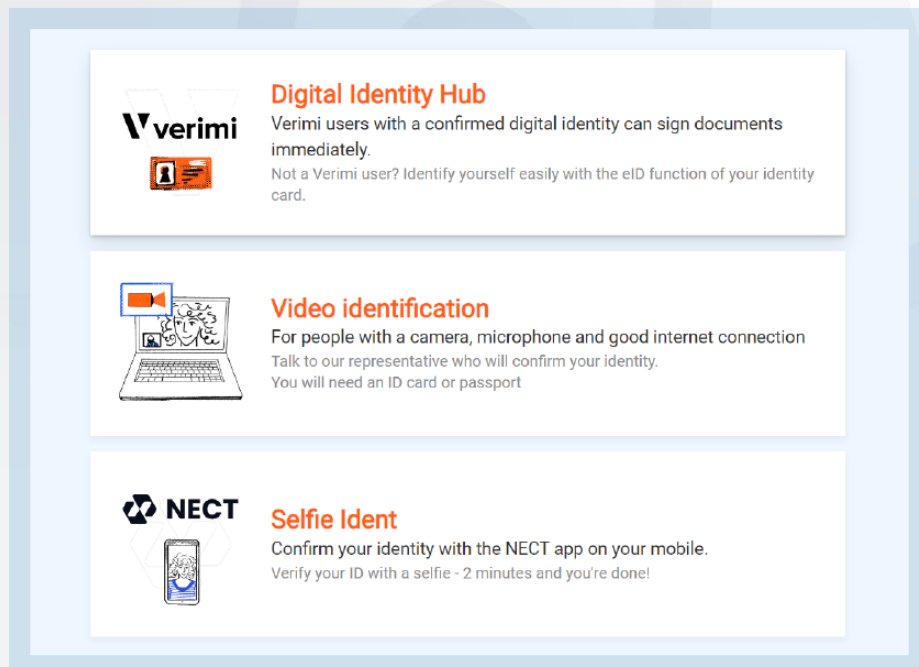 verimi
Digital Identity Hub
Verimi users with a confirmed digital identity can sign documents
immediately.
Not a Verimi user? Identify yourself easily with the eID function of your identity
card.
Video identification
For people with a camera, microphone and good internet connection
Talk to our representative who will confirm your identity.
You will need an ID card or passport
NECT
Selfie Ident
Confirm your identity with the NECT app on your mobile.
Verify your ID with a selfie - 2 minutes and you're done!